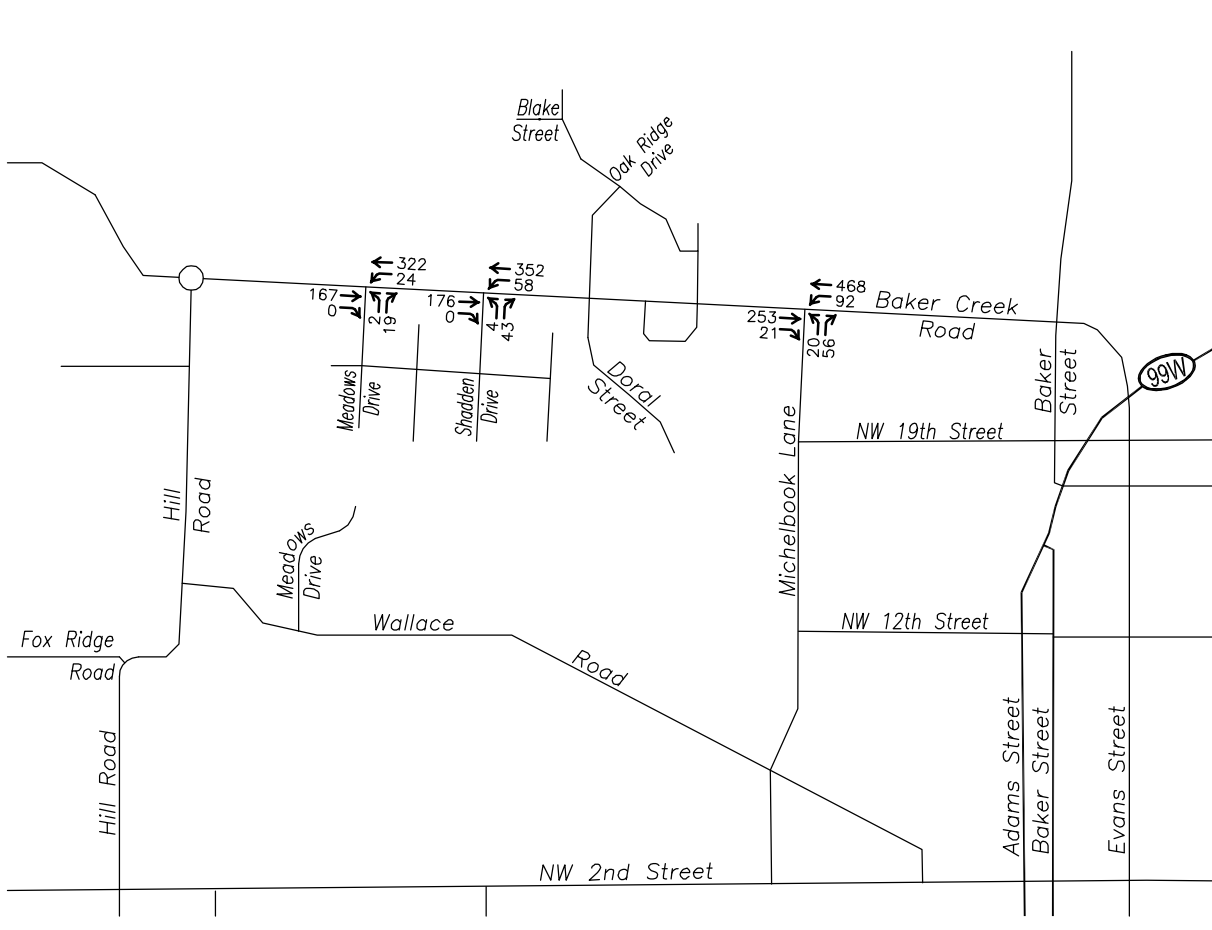 Blake
Street
Oak Ridge
Drive
322
24
167
0
2
19
352
58
176
0
4
43
468
92
253
21
20
56
Baker Creek
Road
Meadows
Drive
Shadden
Drive
Doral
Street
Baker
Street
99W
NW 19th Street
Michelbook Lane
Hill
Road
Meadows
Drive
Wallace
Road
NW 12th Street
Fox Ridge
Road
Hill Road
Adams Street
Baker Street
Evans Street
NW 2nd Street